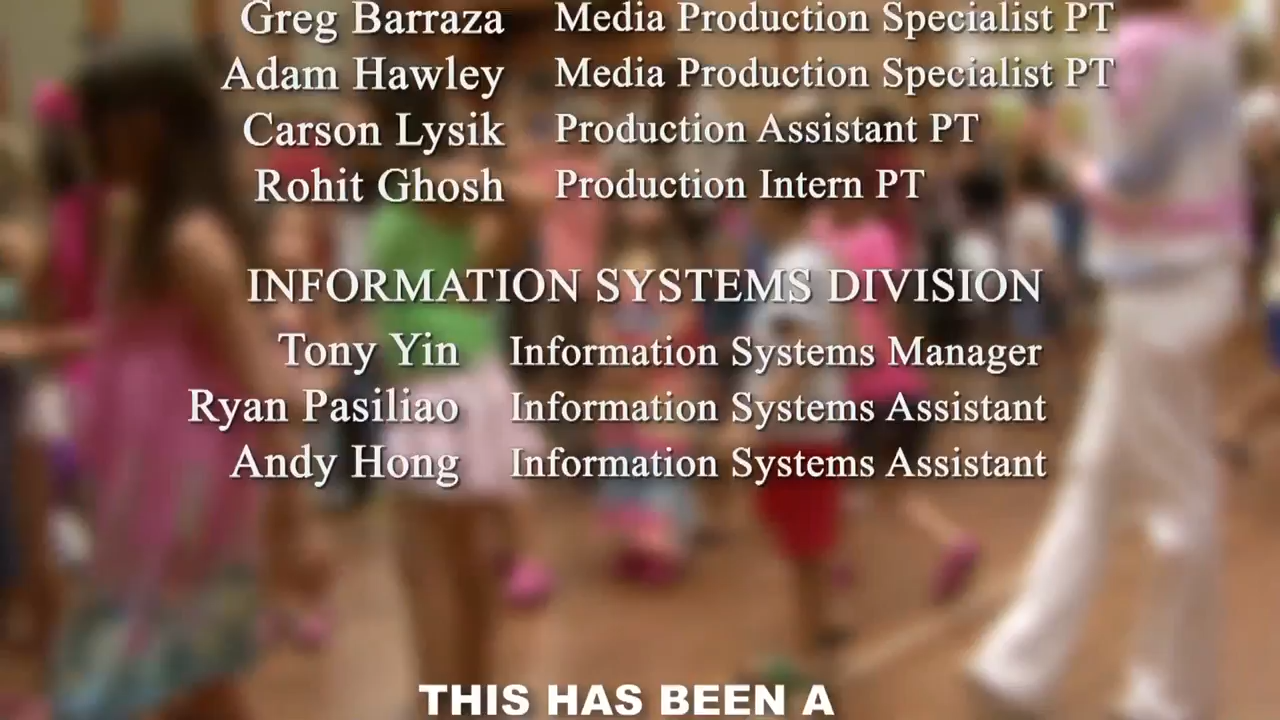 Greg Barraza Media Production Specialist PT
Adam Hawley Media Production Specialist PT
Carson Lysik Production Assistant PT
Rohit Ghosh Production Intern PT
INFORMATION SYSTEMS DIVISION
Tony Yin Information Systems Manager
Ryan Pasiliao Information Systems Assistant
Andy Hong Information Systems Assistant
THIS HAS BEEN A